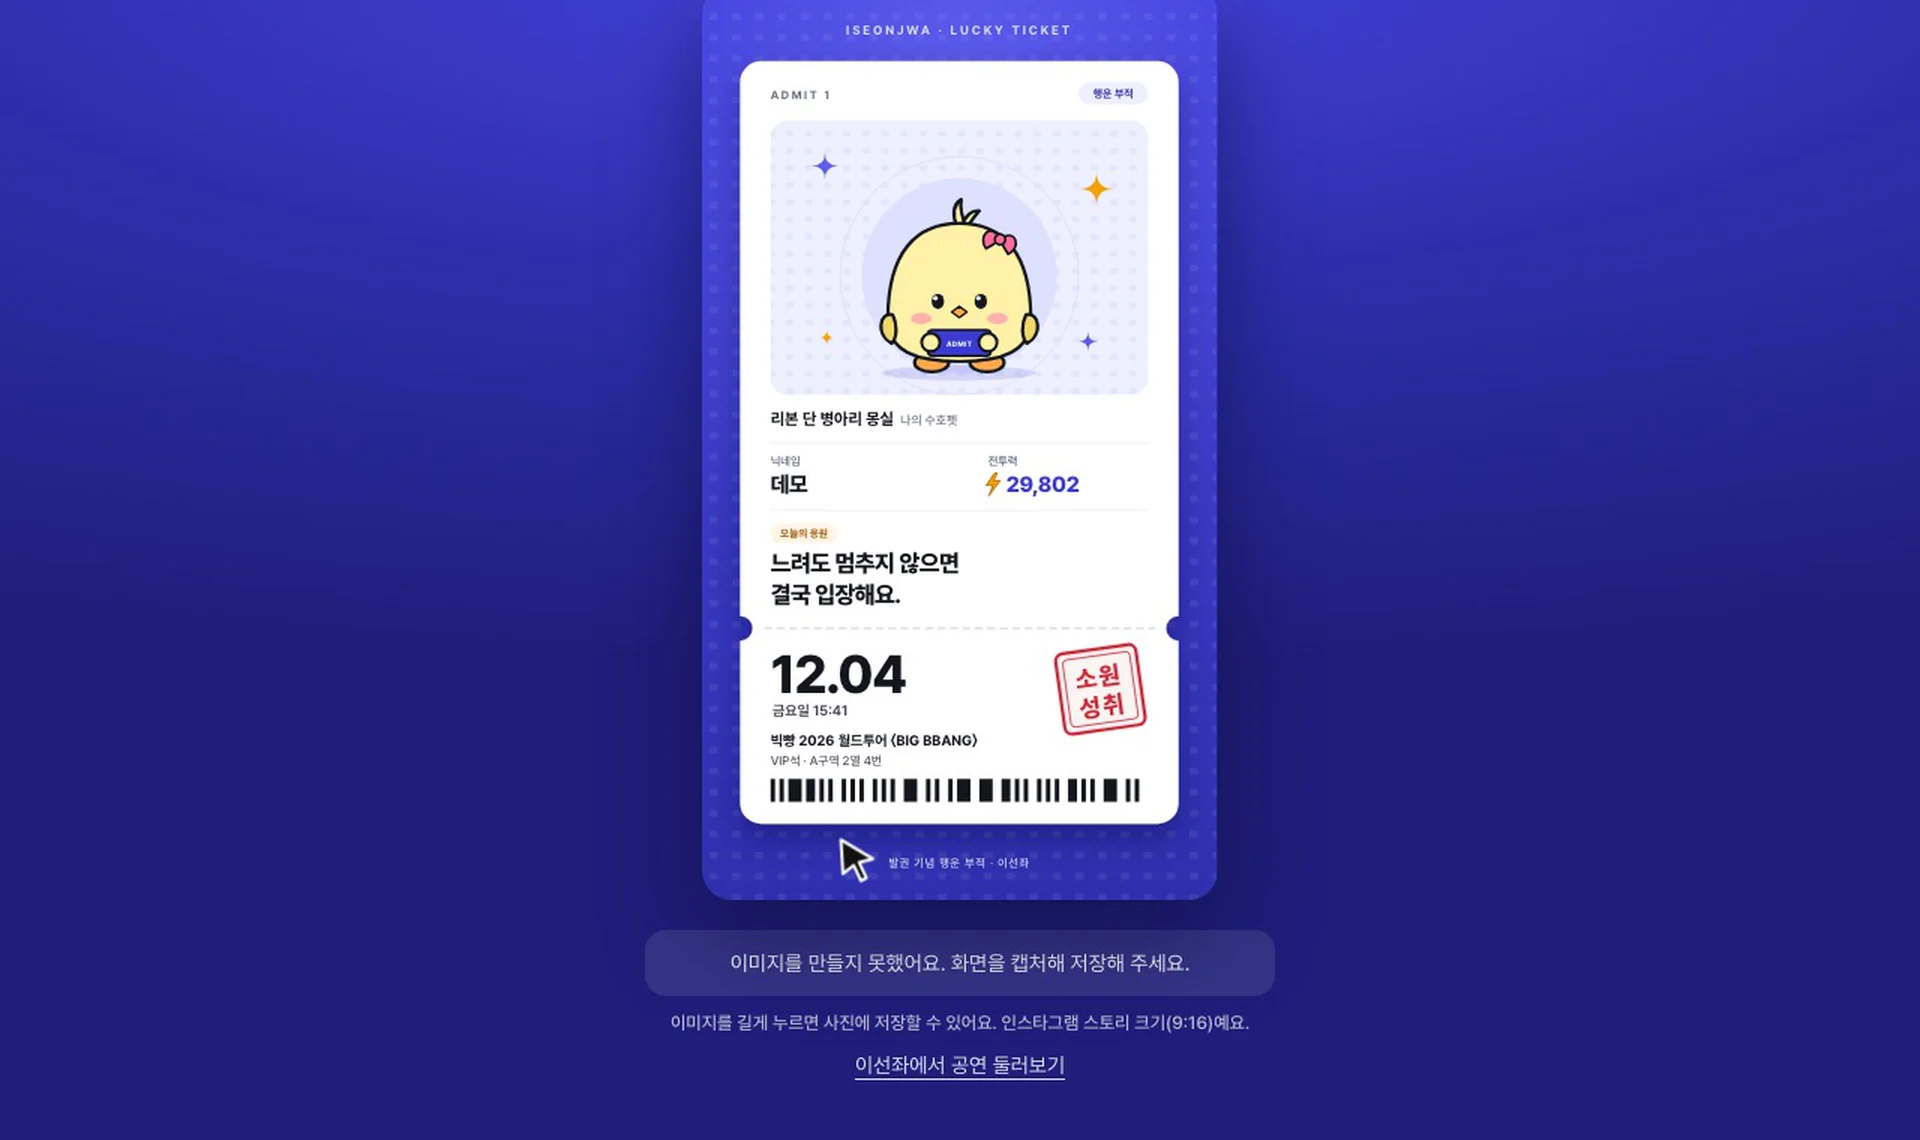 ISEONJWA · LUCKY TICKET
ADMIT 1
행운 부적
ADMIT
리본 단 병아리 몽실 나의 수호펫
닉네임
데모
전투력
29,802
오늘의 응원
느려도 멈추지 않으면
결국 입장해요.
12.04
금요일 15:41
소원
성취
빅빵 2026 월드투어 〈BIG BBANG〉
VIP석 · A구역 2열 4번
발권 기념 행운 부적 · 이선좌
이미지를 만들지 못했어요. 화면을 캡처해 저장해 주세요.
이미지를 길게 누르면 사진에 저장할 수 있어요. 인스타그램 스토리 크기(9:16)예요.
이선좌에서 공연 둘러보기